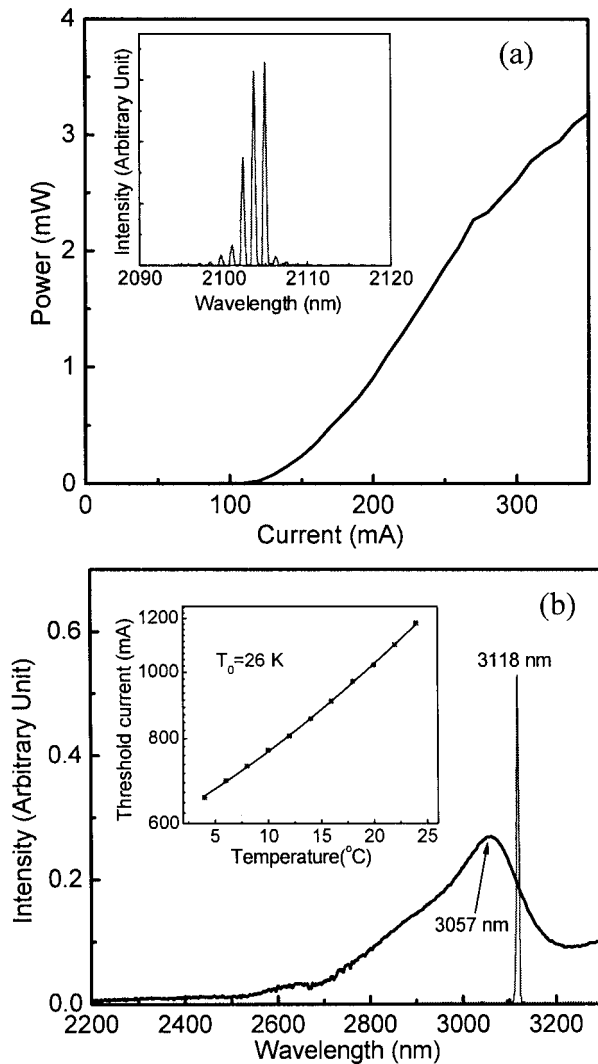 (a)
Power (mW)
4
3
2
1
0
0 100 200 300
Current (mA)
Intensity (Arbitrary Unit)
2090 2100 2110 2120
Wavelength (nm)
(b)
Intensity (Arbitrary Unit)
0.6
0.4
0.2
0.0
2200 2400 2600 2800 3000 3200
Wavelength (nm)
3118 nm
3057 nm
Threshold current (mA)
1200
1000
800
600
T0=26 K
5 10 15 20 25
Temperature(°C)